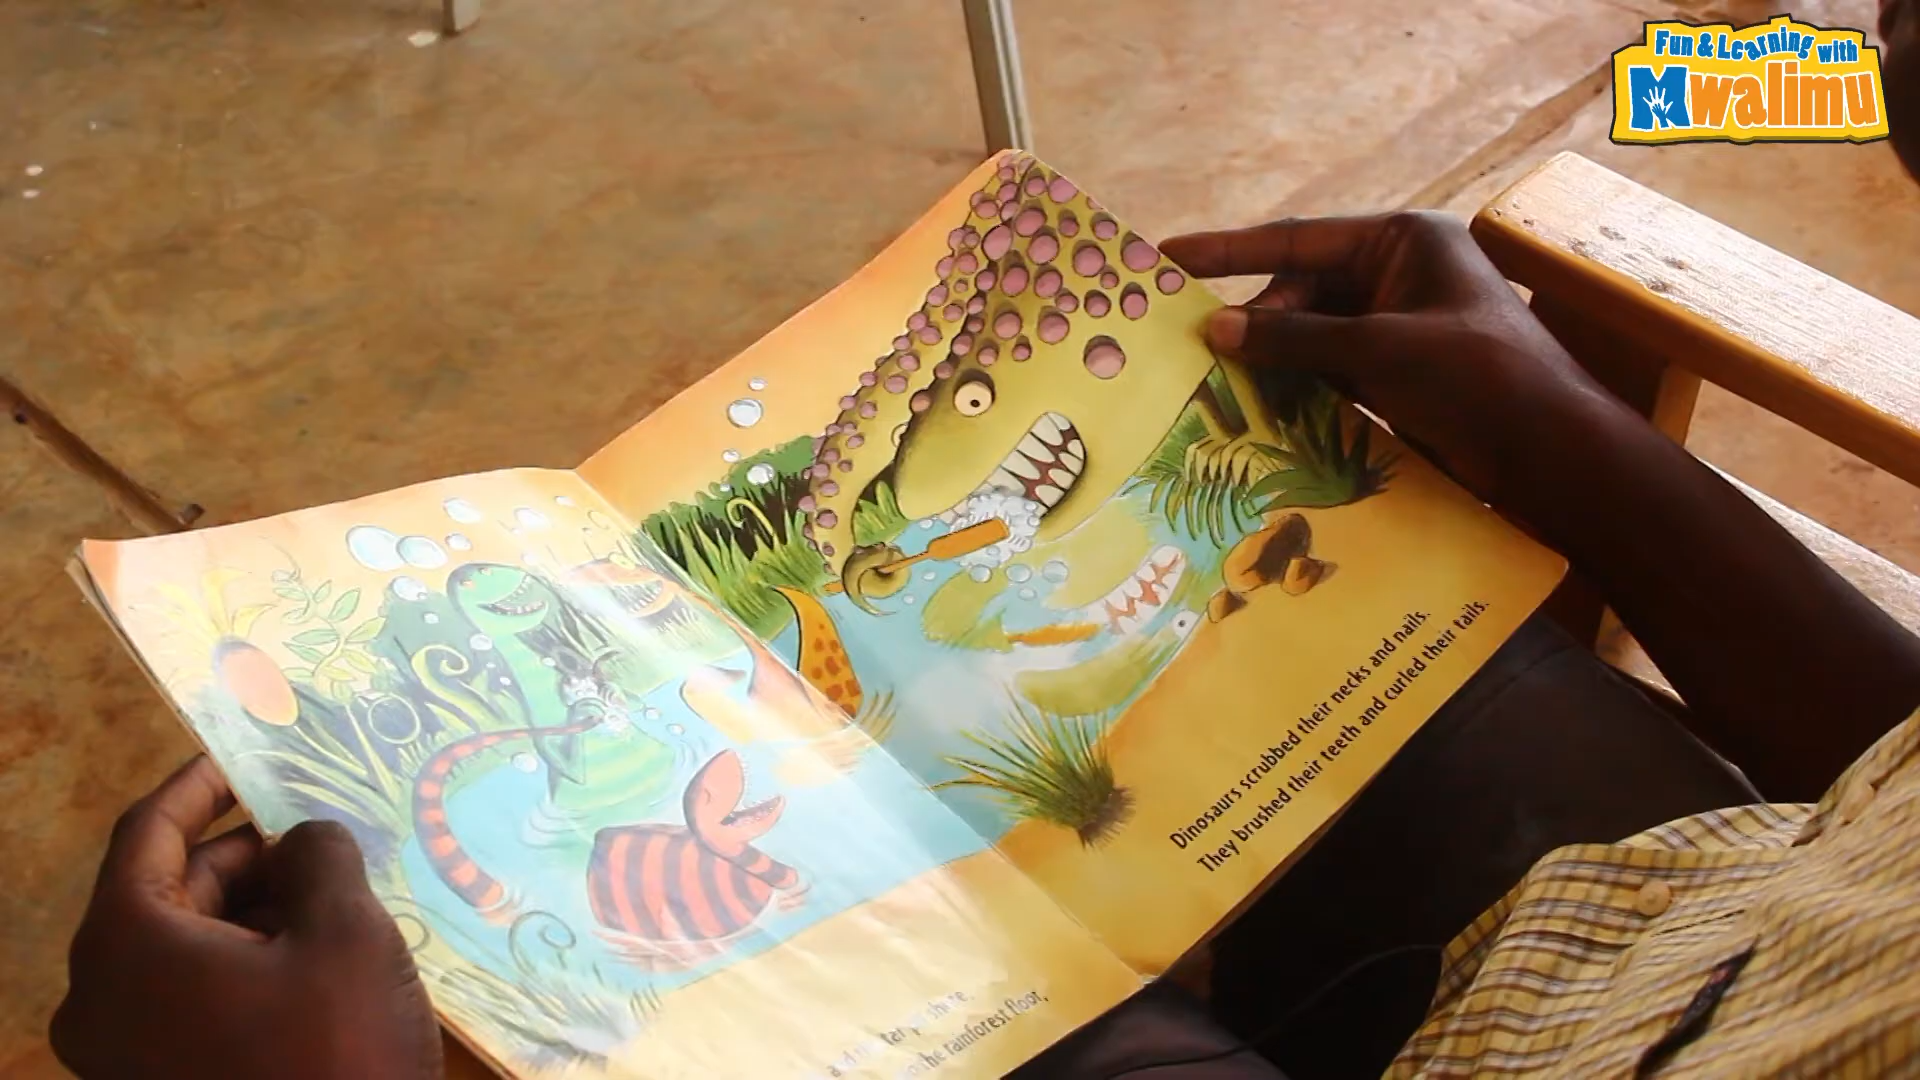 Fun & Learning with
Mwalimu
the rainforest floor,
Dinosaurs scrubbed their necks and nails.
They brushed their teeth and curled their tails.